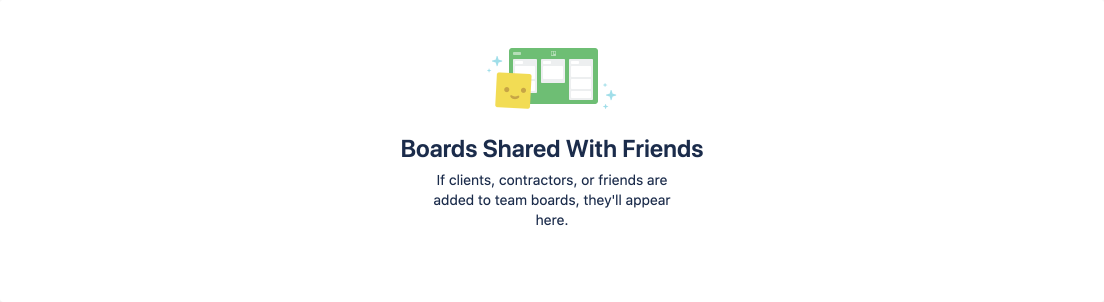 Boards Shared With Friends
If clients, contractors, or friends are
added to team boards, they'll appear
here.